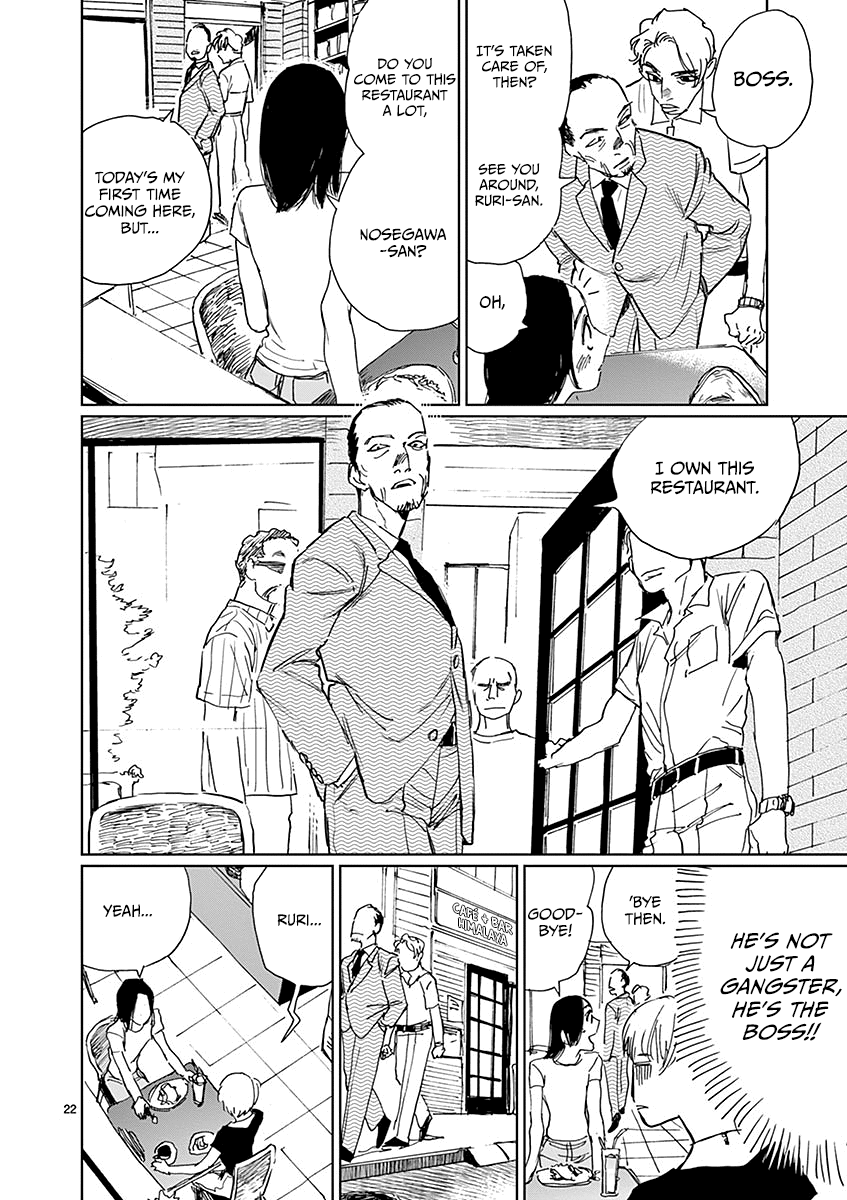 BOSS.
IT'S TAKEN
CARE OF,
THEN?
SEE YOU
AROUND,
RURI-SAN.
OH,
DO YOU
COME TO THIS
RESTAURANT
A LOT,
NOSEGAWA
-SAN?
TODAY'S MY
FIRST TIME
COMING HERE,
BUT...
I OWN THIS
RESTAURANT.
HE'S NOT
JUST A
GANGSTER,
HE'S THE
BOSS!!
'BYE
THEN.
GOOD-
BYE!
CAFÉ + BAR
HIMALAYA
RURI...
YEAH...
22